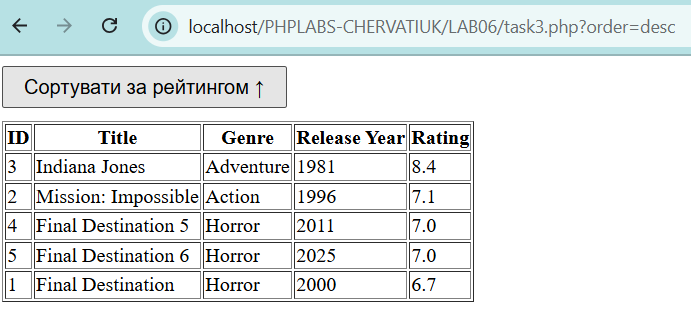 localhost/PHPLABS-CHERVATIUK/LAB06/task3.php?order=desc
Сортувати за рейтингом ↑
ID Title Genre Release Year Rating
3 Indiana Jones Adventure 1981 8.4
2 Mission: Impossible Action 1996 7.1
4 Final Destination 5 Horror 2011 7.0
5 Final Destination 6 Horror 2025 7.0
1 Final Destination Horror 2000 6.7